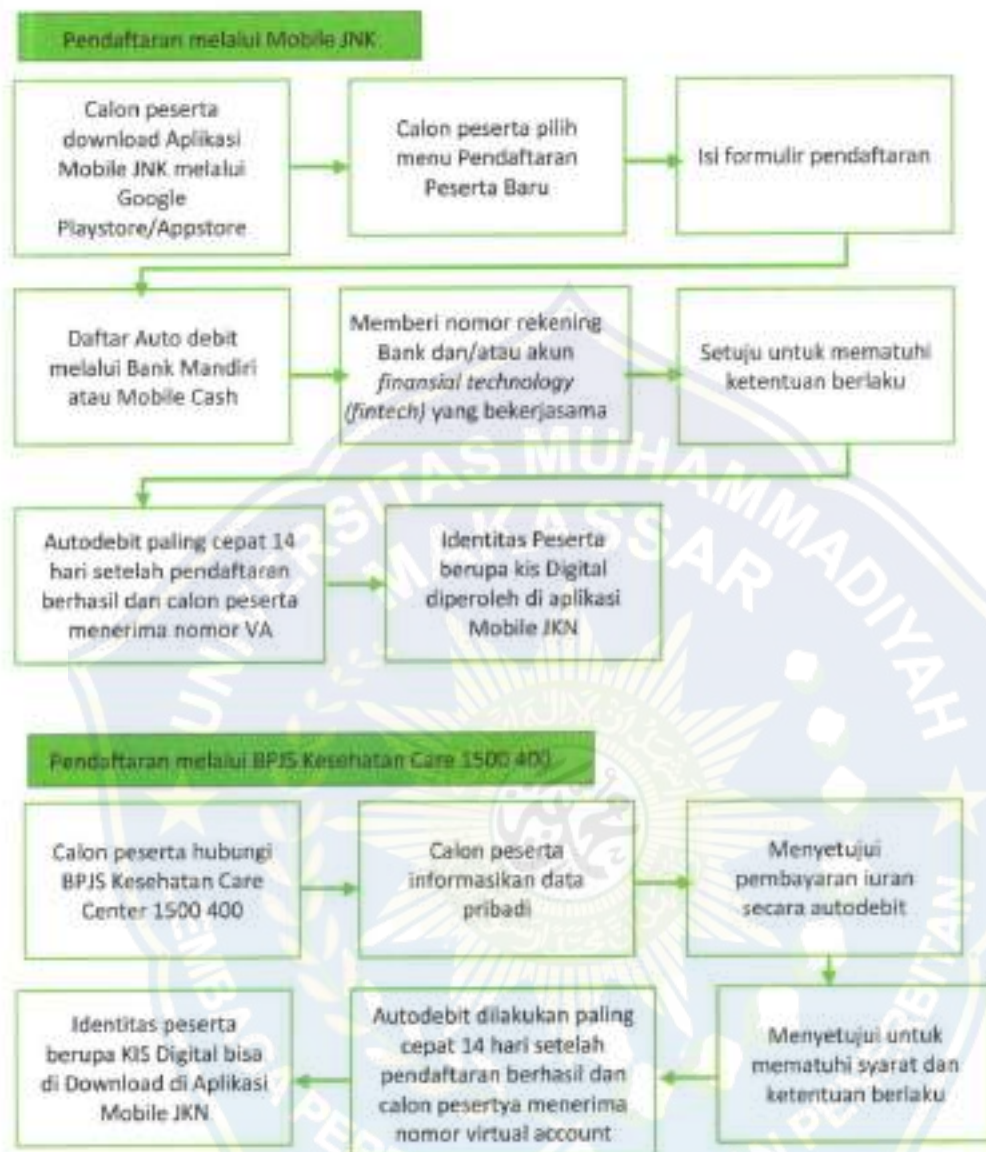 Pendaftaran melalui Mobile JNK
Calon peserta
download Aplikasi
Mobile JNK melalui
Google
Playstore/Appstore
Calon peserta pilih
menu Pendaftaran
Peserta Baru
Isi formulir pendaftaran
Daftar Auto debit
melalui Bank Mandiri
atau Mobile Cash
Memberi nomor rekening
Bank dan/atau akun
finansial technology
(fintech) yang bekerjasama
Setuju untuk mematuhi
ketentuan berlaku
Autodebit paling cepat 14
hari setelah pendaftaran
berhasil dan calon peserta
menerima nomor VA
Identitas Peserta
berupa kis Digital
diperoleh di aplikasi
Mobile JKN
UNIVERSITAS MUHAMMADIYAH
MAKASSAR
Pendaftaran melalui BPJS Kesehatan Care 1500 400
Calon peserta hubungi
BPJS Kesehatan Care
Center 1500 400
Calon peserta
informasikan data
pribadi
Menyetujui
pembayaran iuran
secara autodebit
Identitas peserta
berupa KIS Digital bisa
di Download di Aplikasi
Mobile JKN
Autodebit dilakukan paling
cepat 14 hari setelah
pendaftaran berhasil dan
calon pesertya menerima
nomor virtual account
Menyetujui untuk
mematuhi syarat dan
ketentuan berlaku